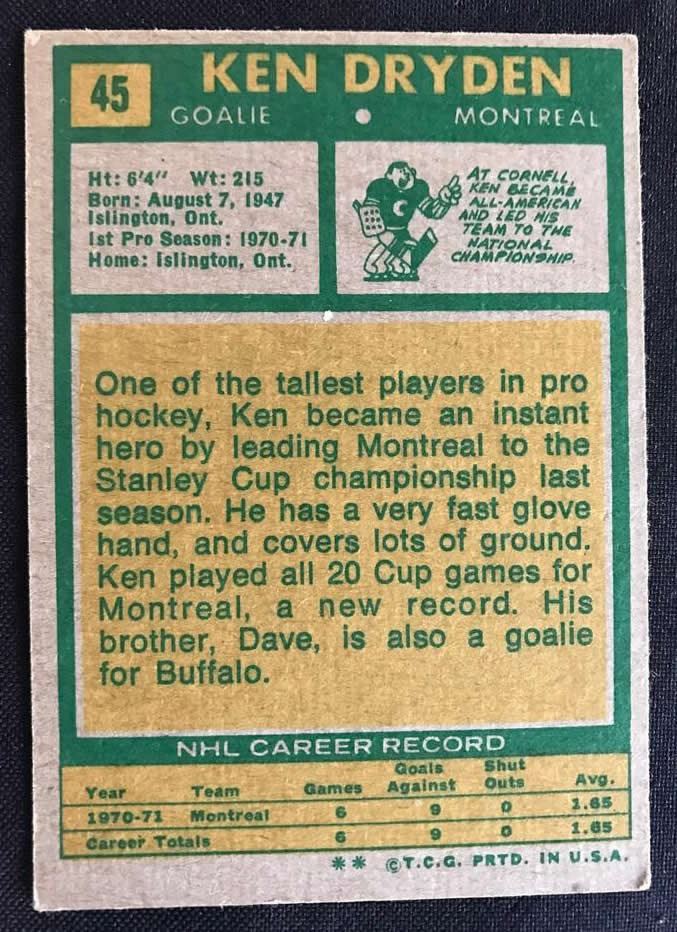 45
KEN DRYDEN
GOALIE • MONTREAL
Ht: 6'4" Wt: 215
Born: August 7, 1947
Islington, Ont.
1st Pro Season: 1970-71
Home: Islington, Ont.
C
AT CORNELL,
KEN BECAME
ALL-AMERICAN
AND LED HIS
TEAM TO THE
NATIONAL
CHAMPIONSHIP.
One of the tallest players in pro
hockey, Ken became an instant
hero by leading Montreal to the
Stanley Cup championship last
season. He has a very fast glove
hand, and covers lots of ground.
Ken played all 20 Cup games for
Montreal, a new record. His
brother, Dave, is also a goalie
for Buffalo.
NHL CAREER RECORD
Year Team Games Goals Against Shut Outs Avg.
1970-71 Montreal 6 9 0 1.65
Career Totals 6 9 0 1.65
** ©T.C.G. PRTD. IN U.S.A.